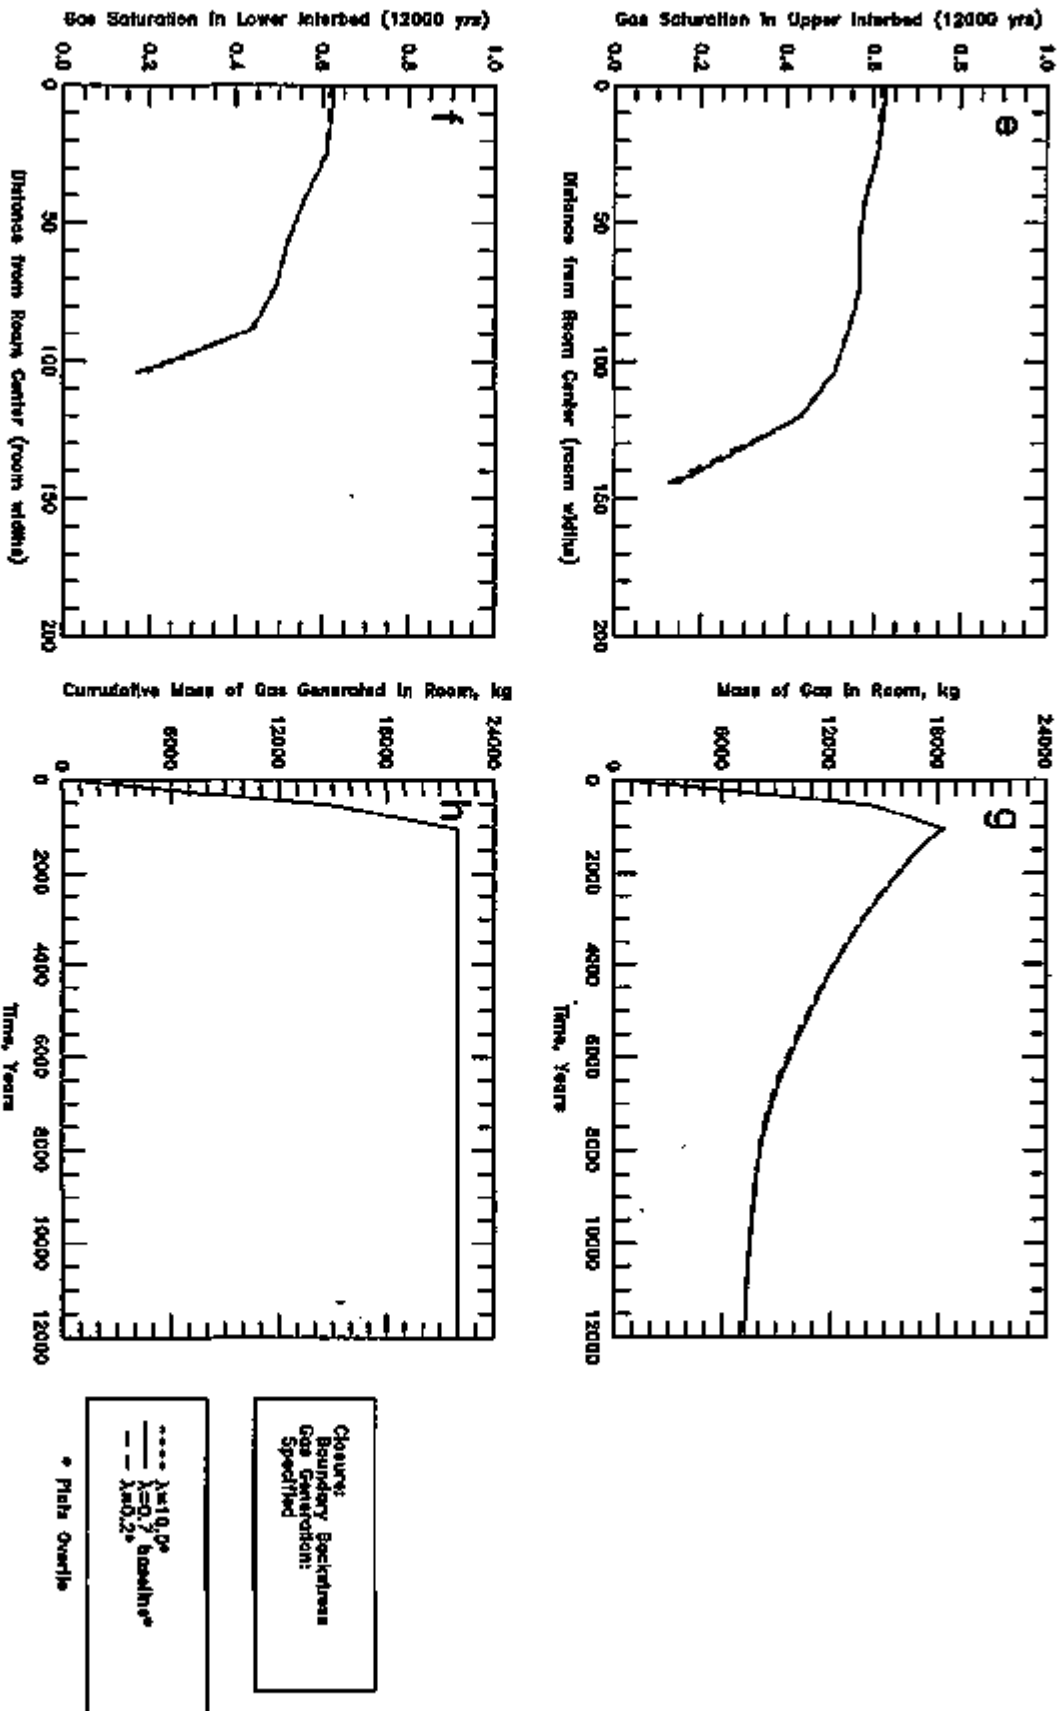 e
Gas Saturation in Upper Interbed (12000 yrs)
1.0
0.8
0.6
0.4
0.2
0.0
0
50
100
150
200
Distance from Room Center (room widths)
g
Mass of Gas in Room, kg
24000
18000
12000
6000
0
0
2000
4000
6000
8000
10000
12000
Time, Years
f
Gas Saturation in Lower Interbed (12000 yrs)
1.0
0.8
0.6
0.4
0.2
0.0
0
50
100
150
200
Distance from Room Center (room widths)
h
Cumulative Mass of Gas Generated in Room, kg
24000
18000
12000
6000
0
0
2000
4000
6000
8000
10000
12000
Time, Years
Closure:
Boundary Backstress
Gas Generation:
Specified
λ=10.0*
λ=0.7 baseline*
λ=0.2*
* Plots Overlie